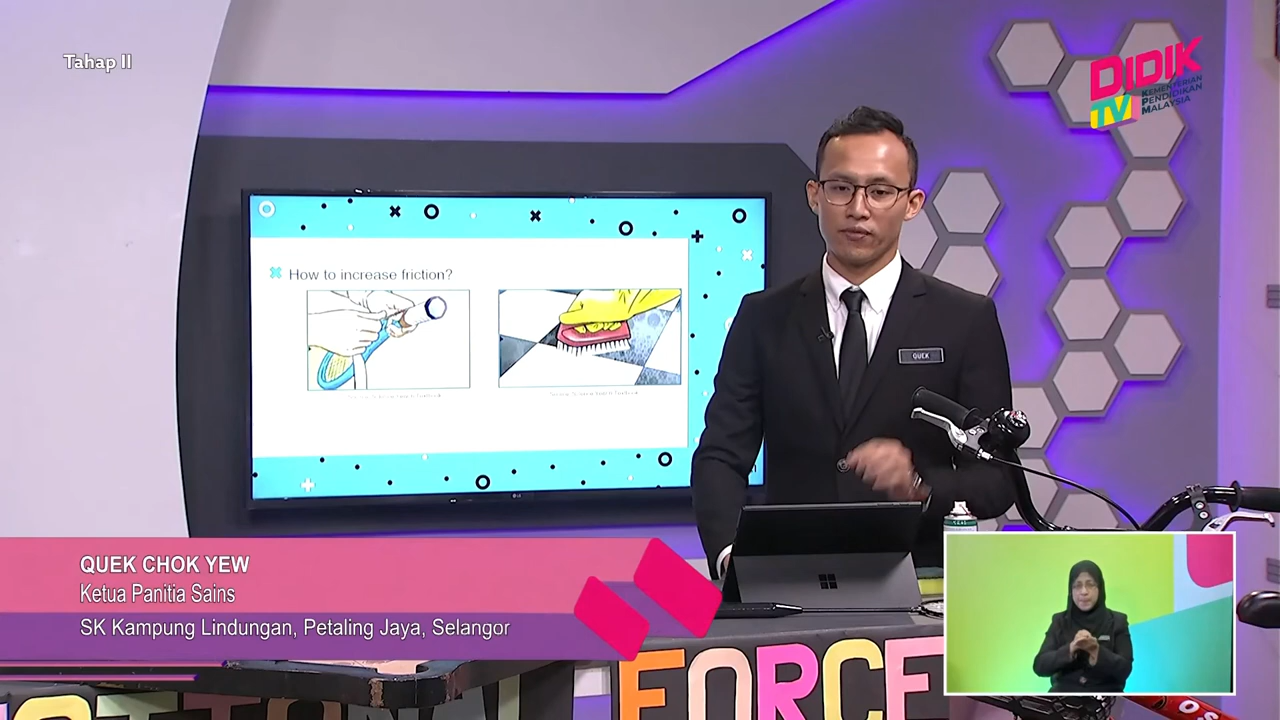 Tahap II
DIDIK
TV
KEMENTERIAN
PENDIDIKAN
MALAYSIA
How to increase friction?
QUEK
QUEK CHOK YEW
Ketua Panitia Sains
SK Kampung Lindungan, Petaling Jaya, Selangor
FORCE